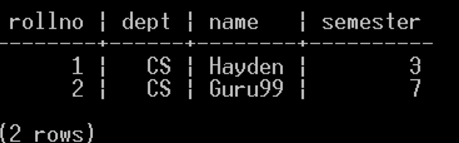 rollno ¦ dept ¦ name ¦ semester
-------+------+---------+----------
1 ¦ CS ¦ Hayden ¦ 3
2 ¦ CS ¦ Guru99 ¦ 7
(2 rows)